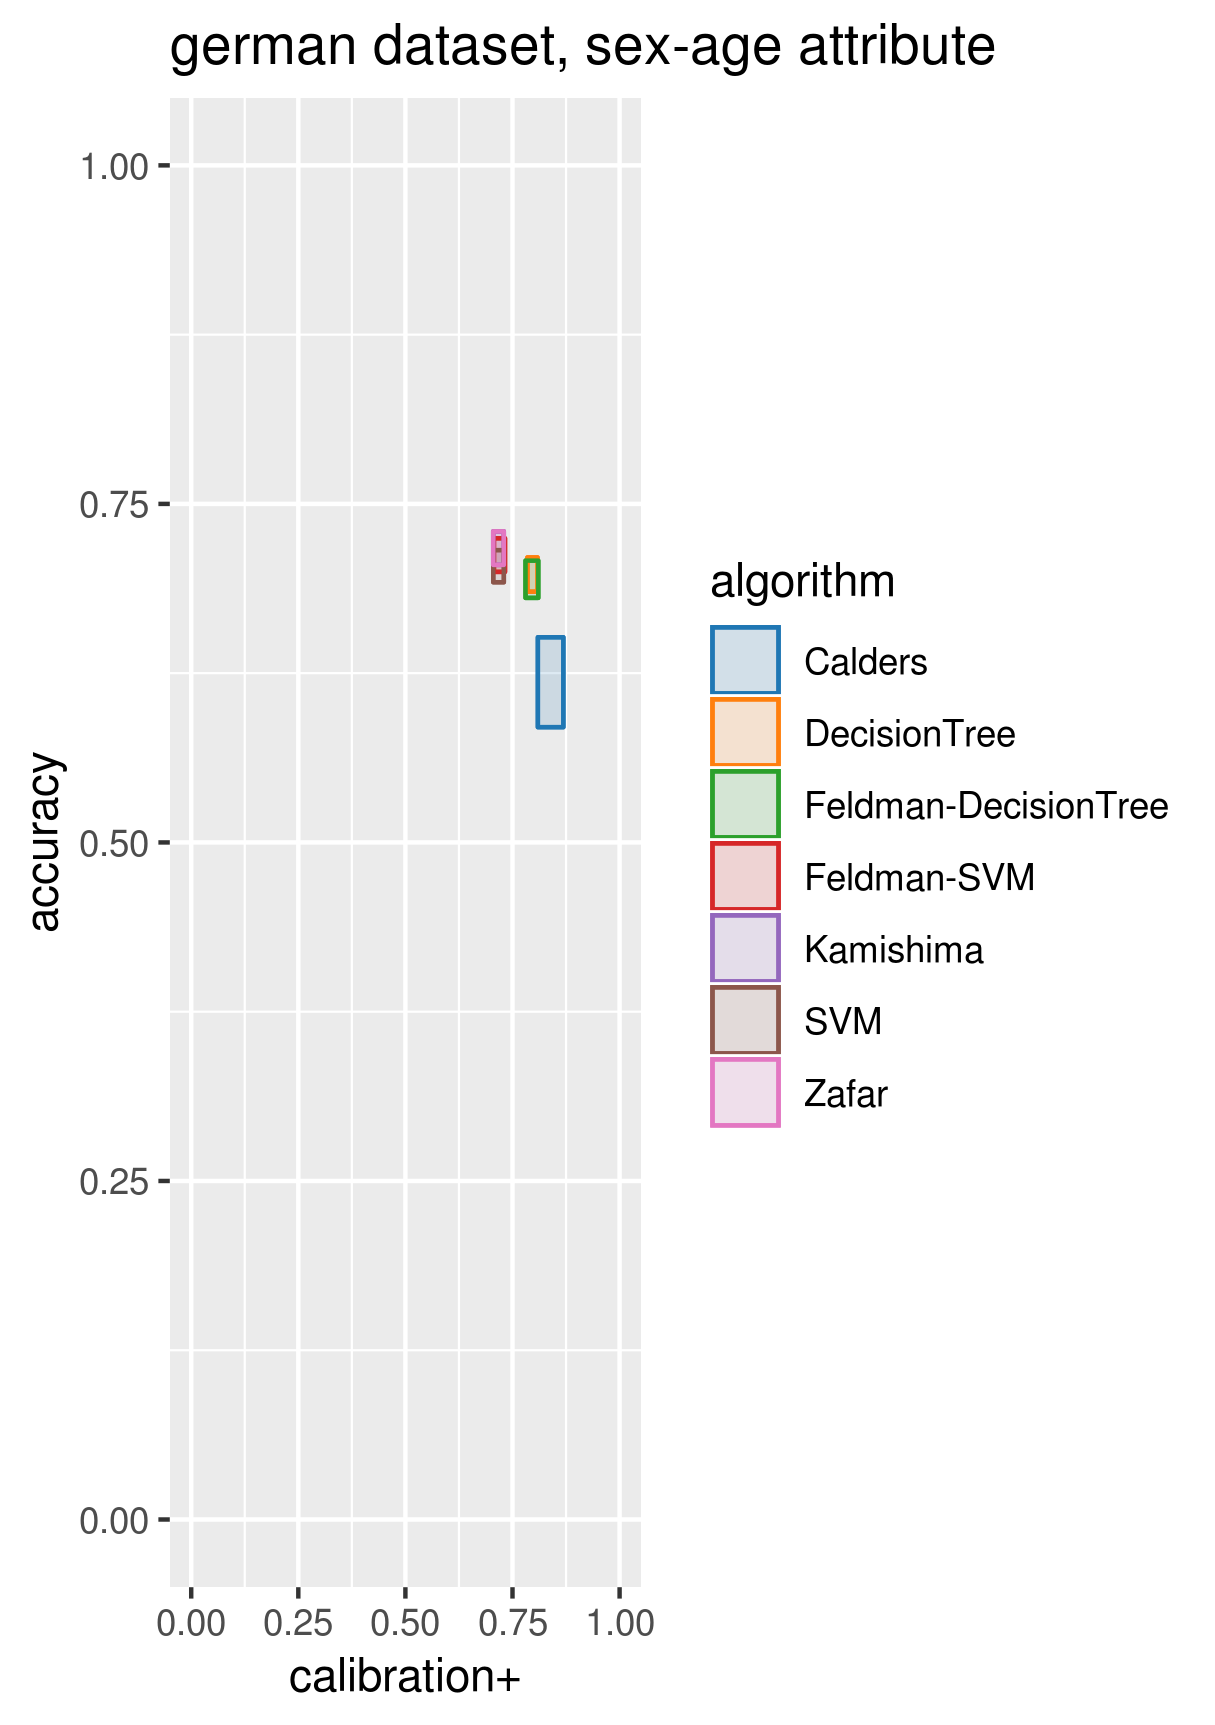 german dataset, sex-age attribute
1.00
0.75
0.50
0.25
0.00
accuracy
0.00 0.25 0.50 0.75 1.00
calibration+
algorithm
Calders
DecisionTree
Feldman-DecisionTree
Feldman-SVM
Kamishima
SVM
Zafar